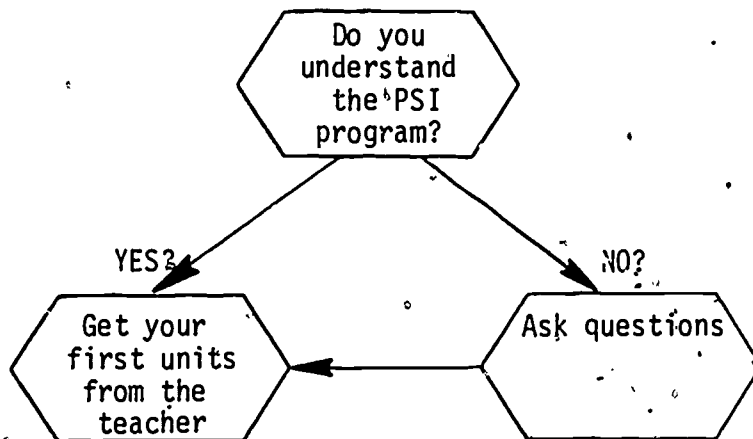 Do you
understand
the PSI
program?
YES?
NO?
Get your
first units
from the
teacher
Ask questions